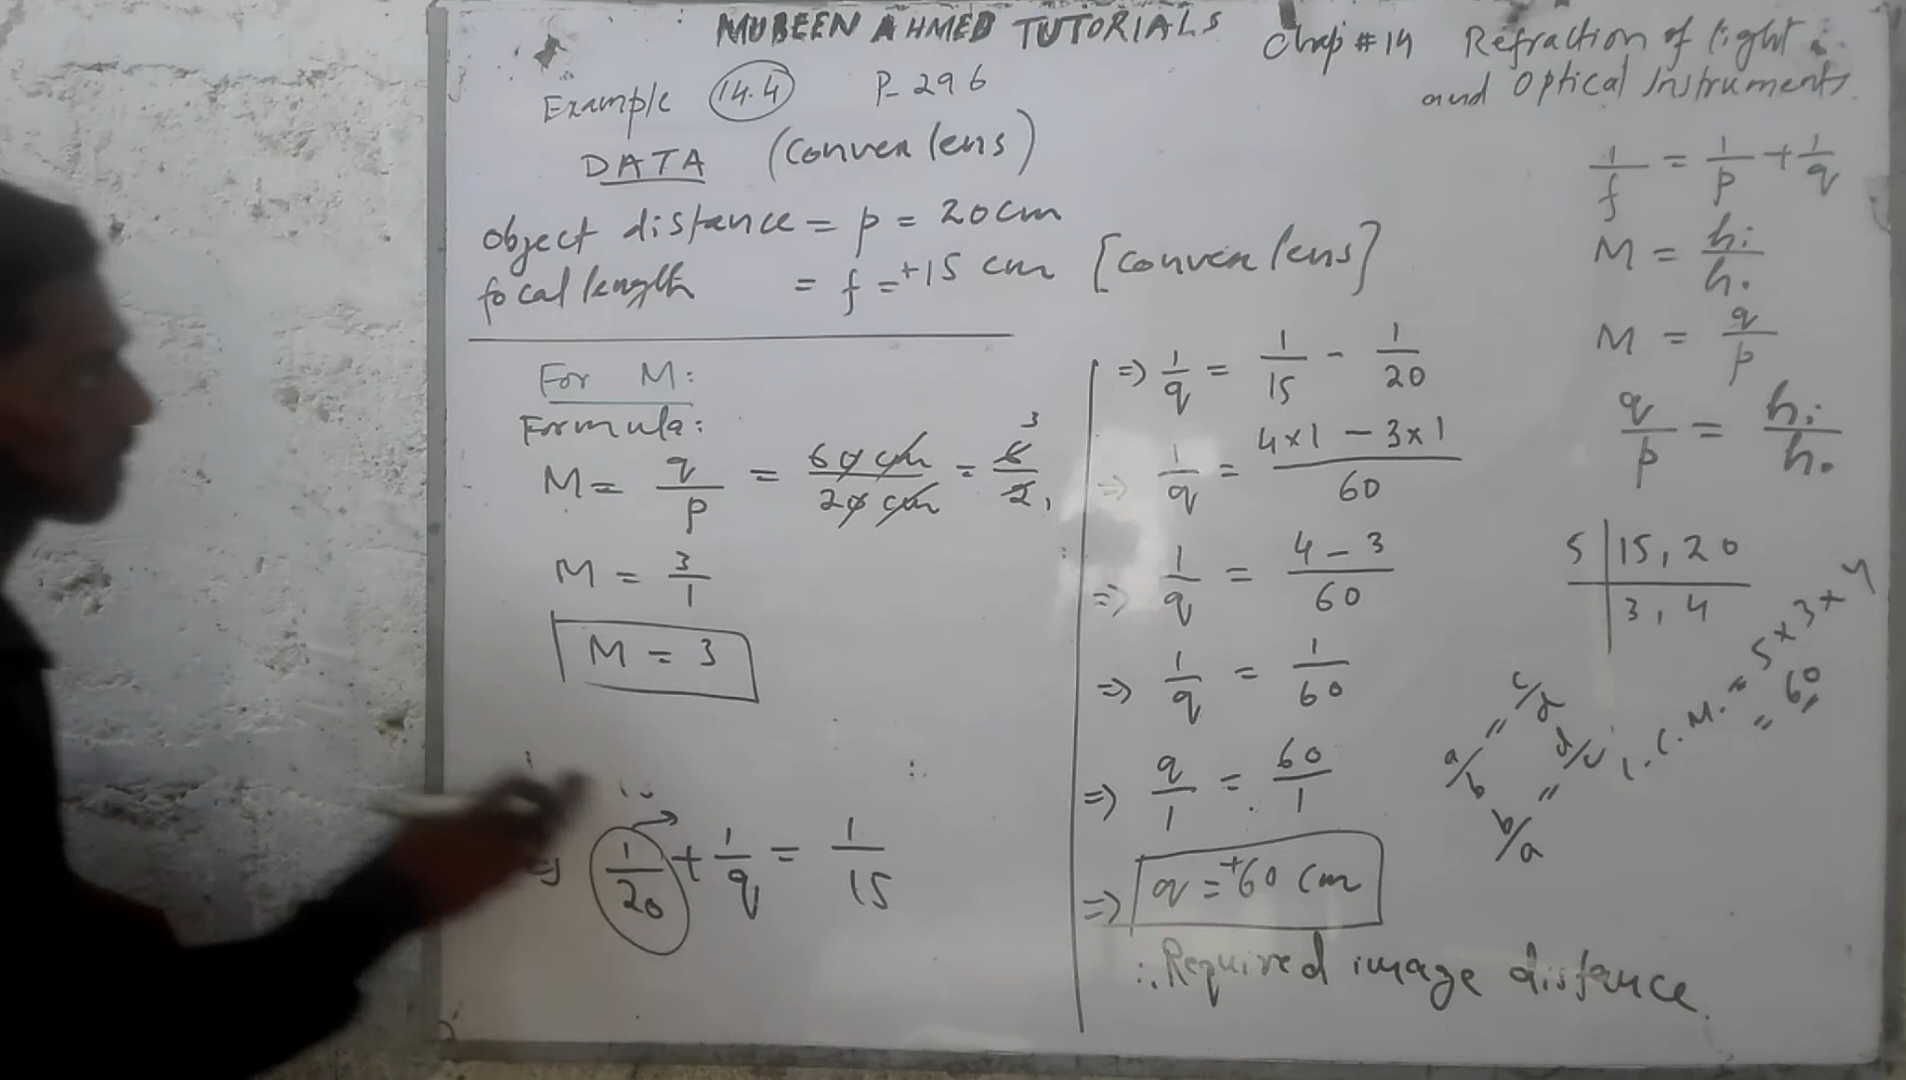 MUBEEN AHMED TUTORIALS
Chap # 14 Refraction of light
and Optical Instruments.
Example 14.4 P-296
DATA (Convex lens)
object distance = p = 20cm
focal length = f = +15 cm [Convex lens]
For M:
Formula:
M = q/p = 60 cm/20 cm = 6/2 3 1
M = 3/1
M = 3
⇒ 1/20 + 1/q = 1/15
⇒ 1/q = 1/15 - 1/20
⇒ 1/q = 4×1 - 3×1/60
⇒ 1/q = 4 - 3/60
⇒ 1/q = 1/60
⇒ q/1 = 60/1
⇒ q = +60 cm
∴ Required image distance.
1/f = 1/p + 1/q
M = hi/ho
M = q/p
q/p = hi/ho
5 | 15, 20
3, 4
L.C.M. = 5×3×4
= 60
a/b = c/d
b/a = d/c